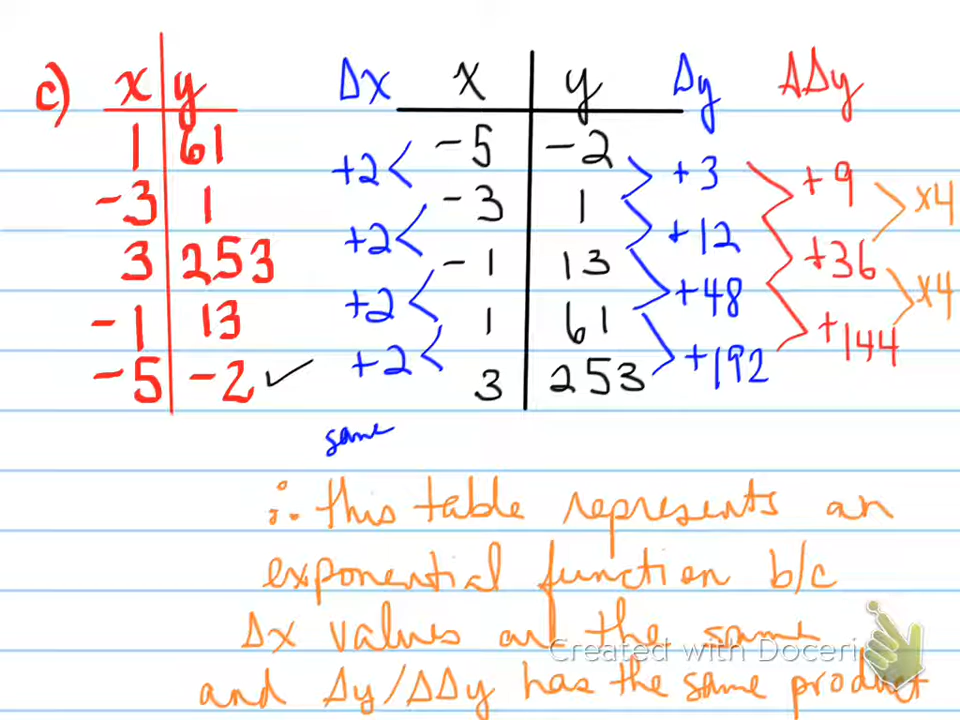 c) x y Δx x y Δy ΔΔy
1 61 -5 -2
+2 +3 +9
-3 1 -3 1 x4
+2 +12 +36
3 253 -1 13
+2 +48 x4
-1 13 1 61 +144
+2 +192
-5 -2 ✓ 3 253
same
∴ this table represents an
exponential function b/c
Δx values are the same
and Δy/ΔΔy has the same product
Created with Doceri